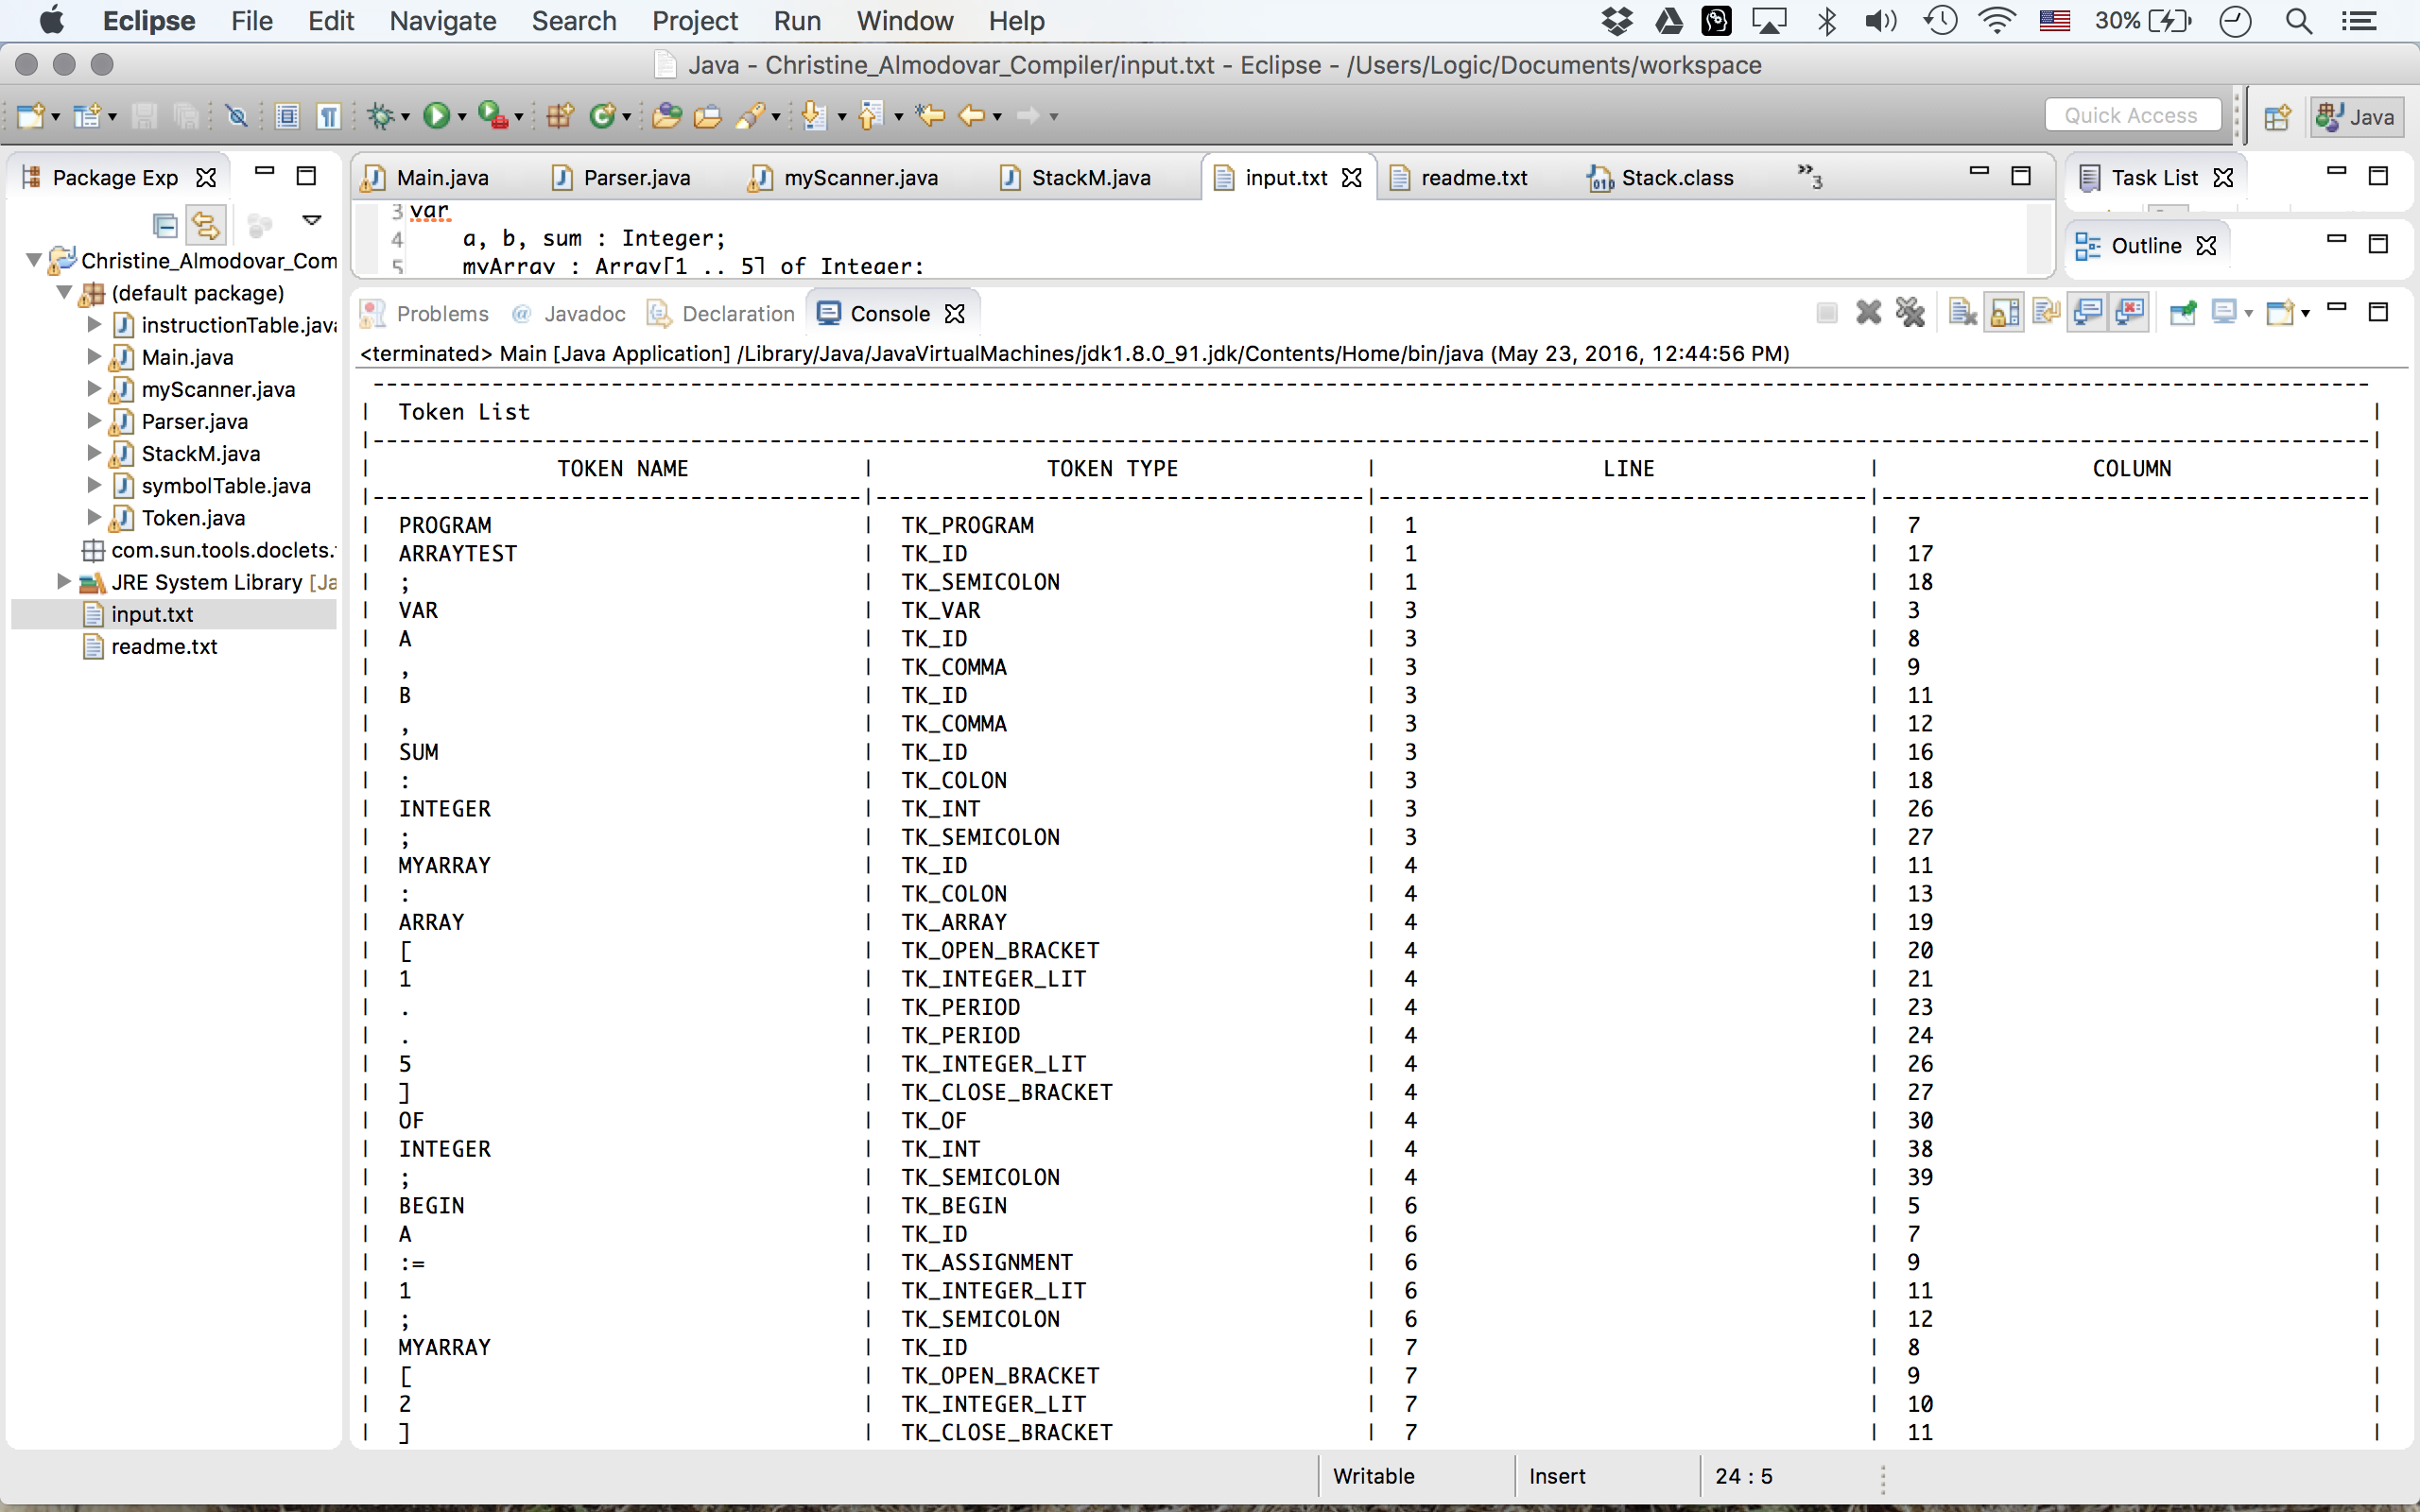 Eclipse File Edit Navigate Search Project Run Window Help 30%
Java - Christine_Almodovar_Compiler/input.txt - Eclipse - /Users/Logic/Documents/workspace
Quick Access Java
Package Exp Main.java Parser.java myScanner.java StackM.java input.txt readme.txt Stack.class »3 Task List
3 var
4 a, b, sum : Integer;
5 myArray : Array[1 .. 5] of Integer;
Outline
Christine_Almodovar_Com
(default package)
instructionTable.java
Main.java
myScanner.java
Parser.java
StackM.java
symbolTable.java
Token.java
com.sun.tools.doclets.
JRE System Library [Ja
input.txt
readme.txt
Problems @ Javadoc Declaration Console
<terminated> Main [Java Application] /Library/Java/JavaVirtualMachines/jdk1.8.0_91.jdk/Contents/Home/bin/java (May 23, 2016, 12:44:56 PM)
| Token List |
| TOKEN NAME | TOKEN TYPE | LINE | COLUMN |
| PROGRAM | TK_PROGRAM | 1 | 7 |
| ARRAYTEST | TK_ID | 1 | 17 |
| ; | TK_SEMICOLON | 1 | 18 |
| VAR | TK_VAR | 3 | 3 |
| A | TK_ID | 3 | 8 |
| , | TK_COMMA | 3 | 9 |
| B | TK_ID | 3 | 11 |
| , | TK_COMMA | 3 | 12 |
| SUM | TK_ID | 3 | 16 |
| : | TK_COLON | 3 | 18 |
| INTEGER | TK_INT | 3 | 26 |
| ; | TK_SEMICOLON | 3 | 27 |
| MYARRAY | TK_ID | 4 | 11 |
| : | TK_COLON | 4 | 13 |
| ARRAY | TK_ARRAY | 4 | 19 |
| [ | TK_OPEN_BRACKET | 4 | 20 |
| 1 | TK_INTEGER_LIT | 4 | 21 |
| . | TK_PERIOD | 4 | 23 |
| . | TK_PERIOD | 4 | 24 |
| 5 | TK_INTEGER_LIT | 4 | 26 |
| ] | TK_CLOSE_BRACKET | 4 | 27 |
| OF | TK_OF | 4 | 30 |
| INTEGER | TK_INT | 4 | 38 |
| ; | TK_SEMICOLON | 4 | 39 |
| BEGIN | TK_BEGIN | 6 | 5 |
| A | TK_ID | 6 | 7 |
| := | TK_ASSIGNMENT | 6 | 9 |
| 1 | TK_INTEGER_LIT | 6 | 11 |
| ; | TK_SEMICOLON | 6 | 12 |
| MYARRAY | TK_ID | 7 | 8 |
| [ | TK_OPEN_BRACKET | 7 | 9 |
| 2 | TK_INTEGER_LIT | 7 | 10 |
| ] | TK_CLOSE_BRACKET | 7 | 11 |
Writable Insert 24 : 5